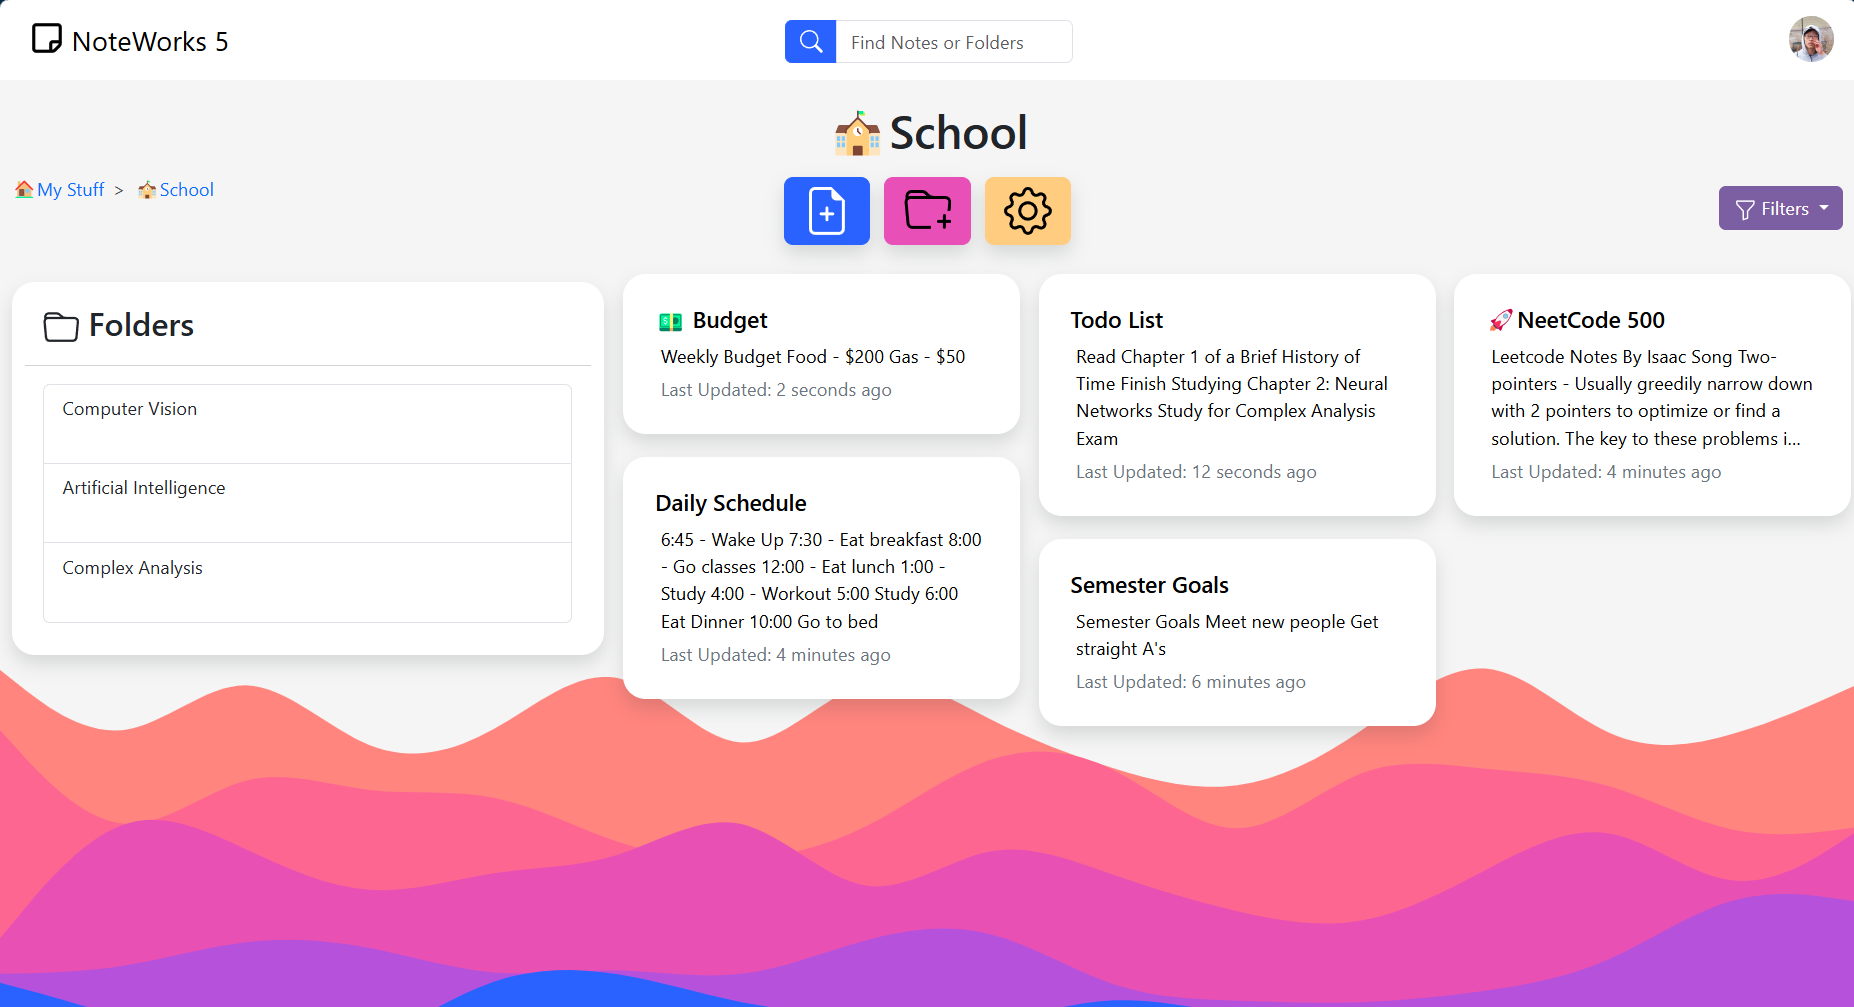 NoteWorks 5
Find Notes or Folders
School
My Stuff > School
Filters
Folders
Computer Vision
Artificial Intelligence
Complex Analysis
Budget
Weekly Budget Food - $200 Gas - $50
Last Updated: 2 seconds ago
Daily Schedule
6:45 - Wake Up 7:30 - Eat breakfast 8:00
- Go classes 12:00 - Eat lunch 1:00 -
Study 4:00 - Workout 5:00 Study 6:00
Eat Dinner 10:00 Go to bed
Last Updated: 4 minutes ago
Todo List
Read Chapter 1 of a Brief History of
Time Finish Studying Chapter 2: Neural
Networks Study for Complex Analysis
Exam
Last Updated: 12 seconds ago
Semester Goals
Semester Goals Meet new people Get
straight A's
Last Updated: 6 minutes ago
NeetCode 500
Leetcode Notes By Isaac Song Two-
pointers - Usually greedily narrow down
with 2 pointers to optimize or find a
solution. The key to these problems i...
Last Updated: 4 minutes ago